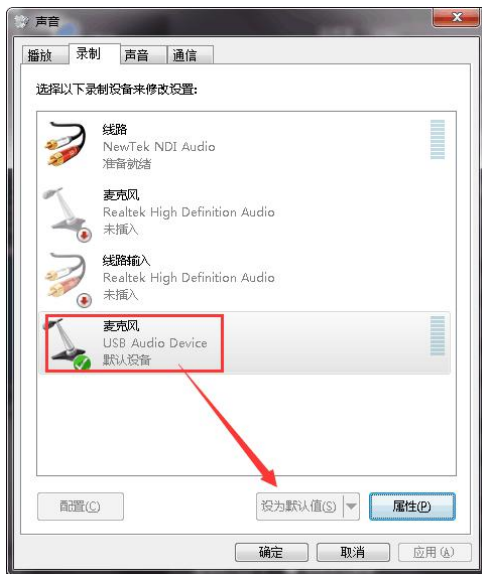 声音
播放 录制 声音 通信
选择以下录制设备来修改设置:
线路
NewTek NDI Audio
准备就绪
麦克风
Realtek High Definition Audio
未插入
线路输入
Realtek High Definition Audio
未插入
麦克风
USB Audio Device
默认设备
配置(C) 设为默认值(S) 属性(P)
确定 取消 应用(A)